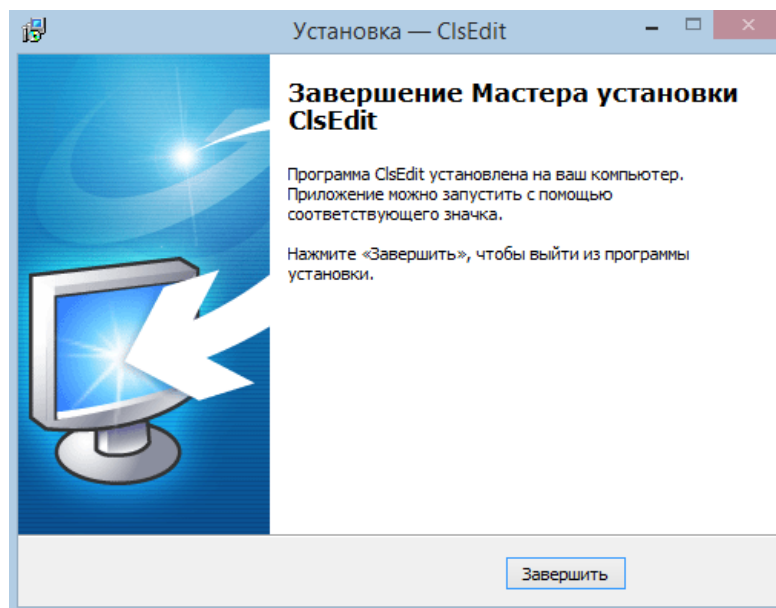 Установка — ClsEdit
Завершение Мастера установки
ClsEdit
Программа ClsEdit установлена на ваш компьютер.
Приложение можно запустить с помощью
соответствующего значка.
Нажмите «Завершить», чтобы выйти из программы
установки.
Завершить